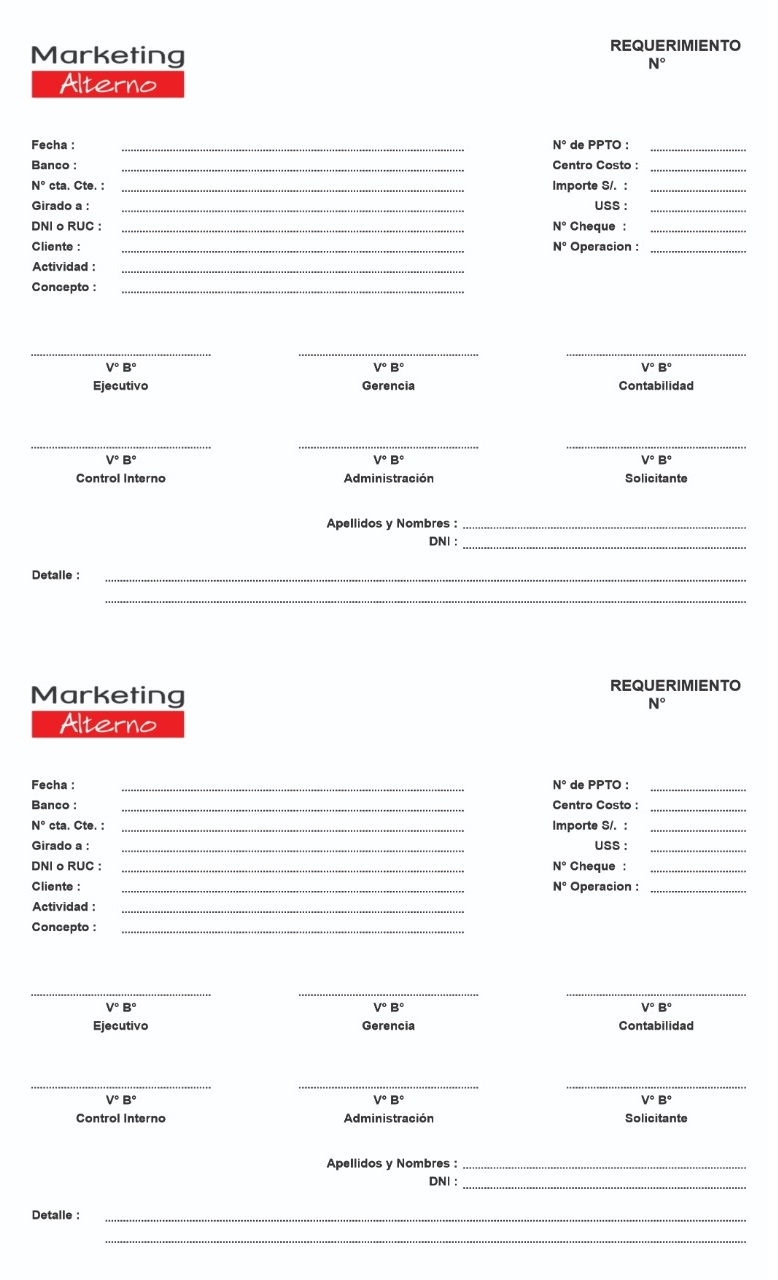 Marketing
Alterno
REQUERIMIENTO
N°
Fecha :
N° de PPTO :
Banco :
Centro Costo :
N° cta. Cte. :
Importe S/. :
Girado a :
USS :
DNI o RUC :
N° Cheque :
Cliente :
N° Operacion :
Actividad :
Concepto :
V° B° V° B° V° B°
Ejecutivo Gerencia Contabilidad
V° B° V° B° V° B°
Control Interno Administración Solicitante
Apellidos y Nombres :
DNI :
Detalle :
Marketing
Alterno
REQUERIMIENTO
N°
Fecha :
N° de PPTO :
Banco :
Centro Costo :
N° cta. Cte. :
Importe S/. :
Girado a :
USS :
DNI o RUC :
N° Cheque :
Cliente :
N° Operacion :
Actividad :
Concepto :
V° B° V° B° V° B°
Ejecutivo Gerencia Contabilidad
V° B° V° B° V° B°
Control Interno Administración Solicitante
Apellidos y Nombres :
DNI :
Detalle :